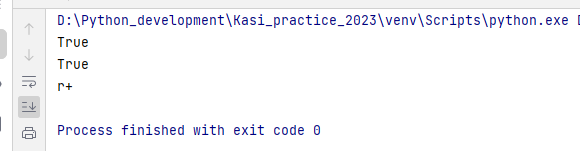 D:\Python_development\Kasi_practice_2023\venv\Scripts\python.exe
True
True
r+
Process finished with exit code 0